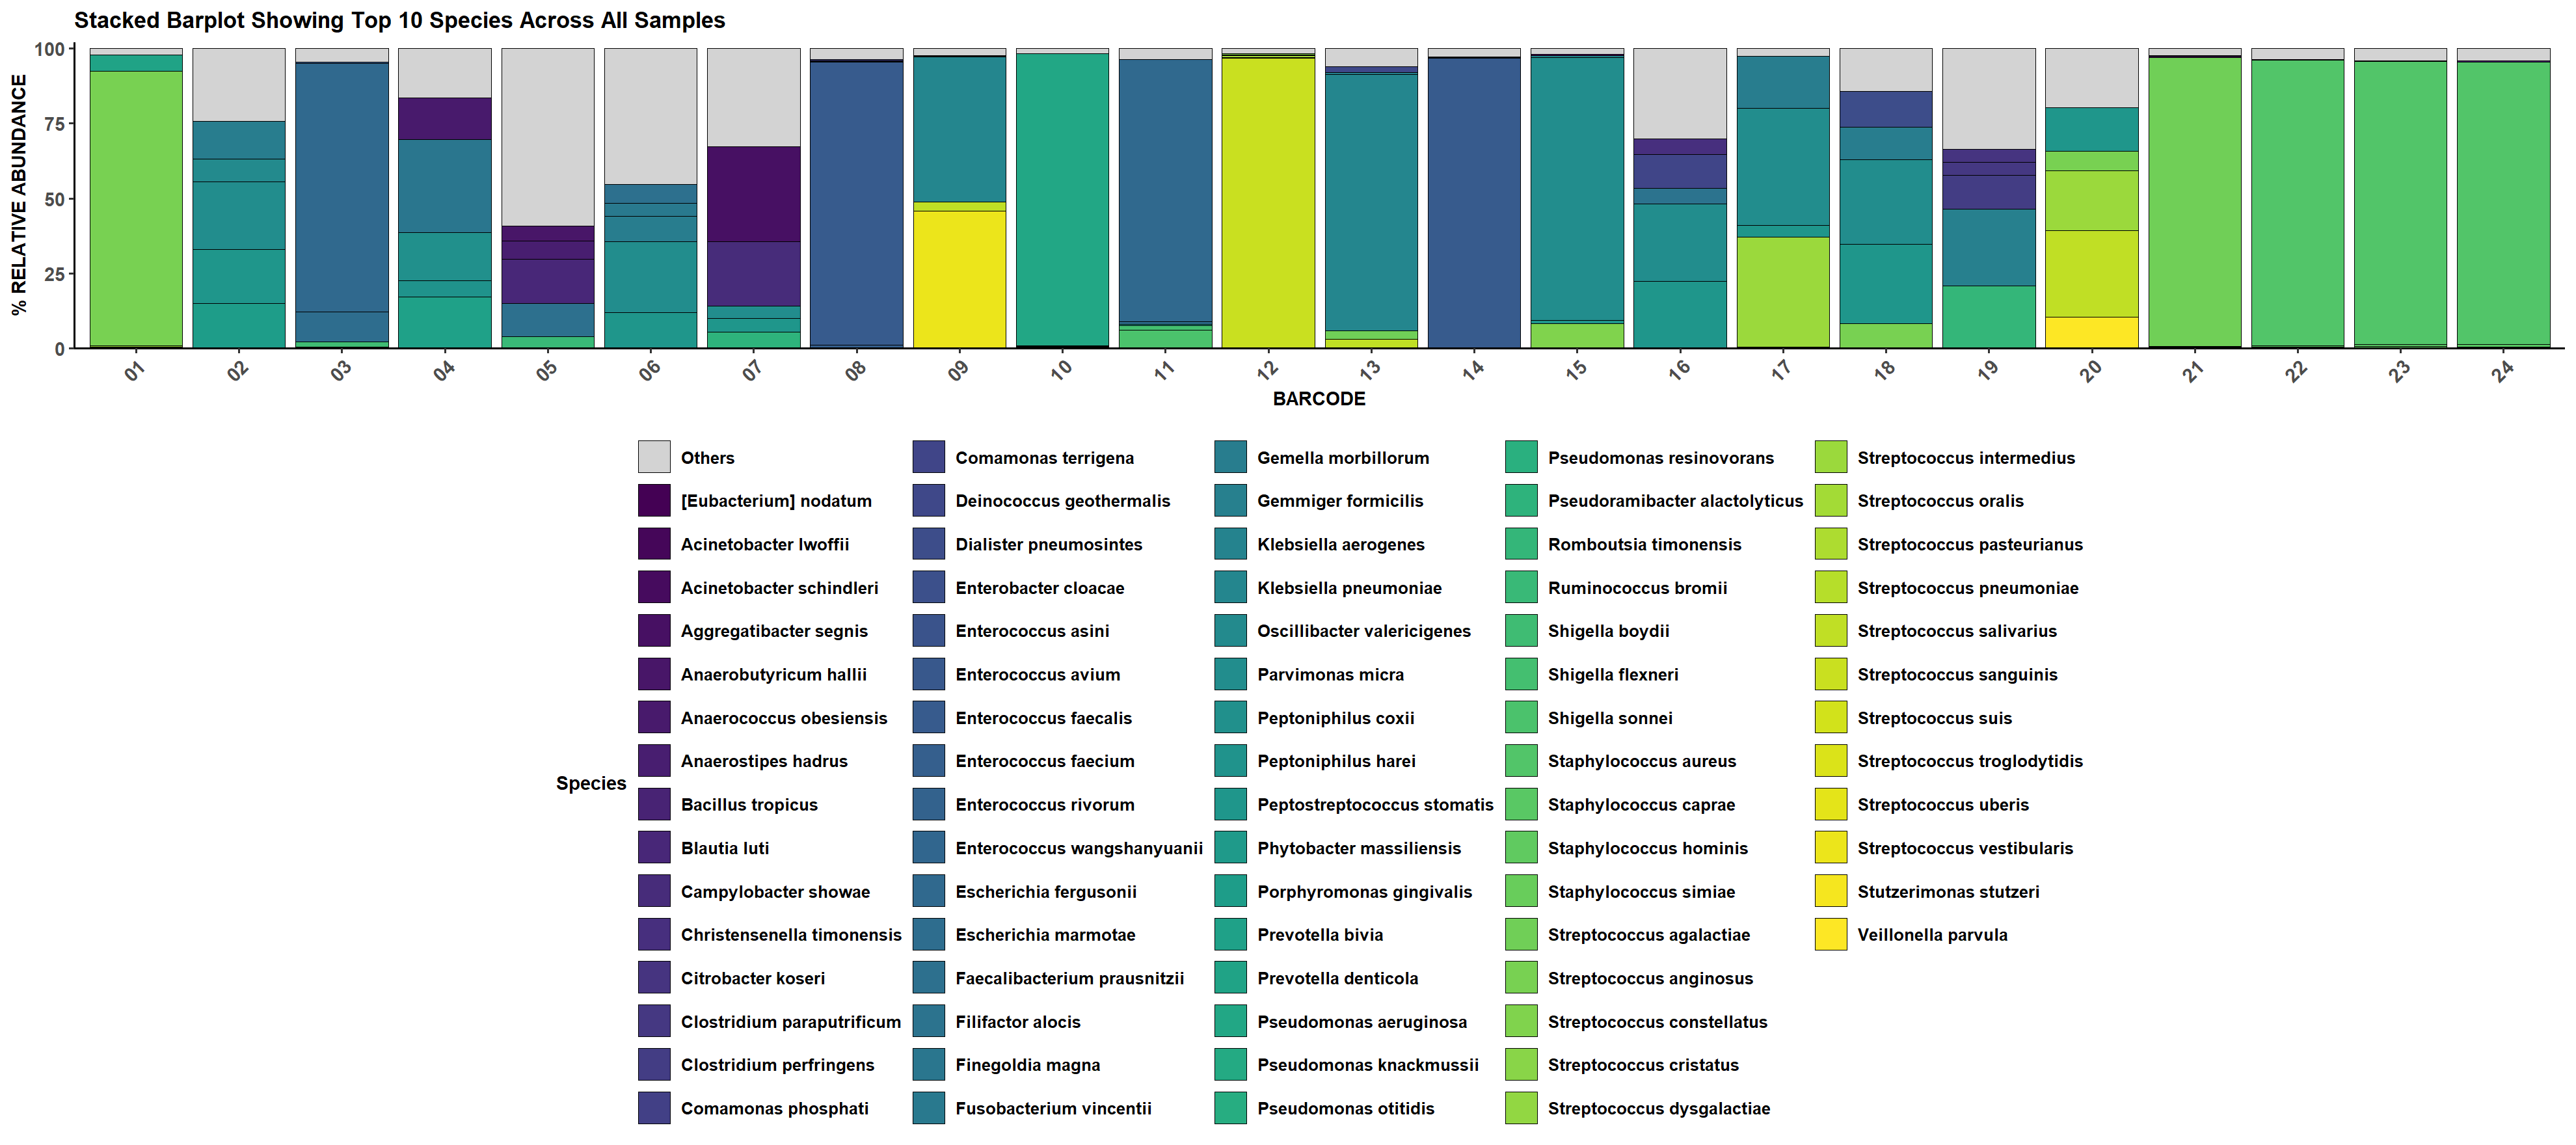 Stacked Barplot Showing Top 10 Species Across All Samples
% RELATIVE ABUNDANCE
100
75
50
25
0
01 02 03 04 05 06 07 08 09 10 11 12 13 14 15 16 17 18 19 20 21 22 23 24
BARCODE
Species
Others
[Eubacterium] nodatum
Acinetobacter lwoffii
Acinetobacter schindleri
Aggregatibacter segnis
Anaerobutyricum hallii
Anaerococcus obesiensis
Anaerostipes hadrus
Bacillus tropicus
Blautia luti
Campylobacter showae
Christensenella timonensis
Citrobacter koseri
Clostridium paraputrificum
Clostridium perfringens
Comamonas phosphati
Comamonas terrigena
Deinococcus geothermalis
Dialister pneumosintes
Enterobacter cloacae
Enterococcus asini
Enterococcus avium
Enterococcus faecalis
Enterococcus faecium
Enterococcus rivorum
Enterococcus wangshanyuanii
Escherichia fergusonii
Escherichia marmotae
Faecalibacterium prausnitzii
Filifactor alocis
Finegoldia magna
Fusobacterium vincentii
Gemella morbillorum
Gemmiger formicilis
Klebsiella aerogenes
Klebsiella pneumoniae
Oscillibacter valericigenes
Parvimonas micra
Peptoniphilus coxii
Peptoniphilus harei
Peptostreptococcus stomatis
Phytobacter massiliensis
Porphyromonas gingivalis
Prevotella bivia
Prevotella denticola
Pseudomonas aeruginosa
Pseudomonas knackmussii
Pseudomonas otitidis
Pseudomonas resinovorans
Pseudoramibacter alactolyticus
Romboutsia timonensis
Ruminococcus bromii
Shigella boydii
Shigella flexneri
Shigella sonnei
Staphylococcus aureus
Staphylococcus caprae
Staphylococcus hominis
Staphylococcus simiae
Streptococcus agalactiae
Streptococcus anginosus
Streptococcus constellatus
Streptococcus cristatus
Streptococcus dysgalactiae
Streptococcus intermedius
Streptococcus oralis
Streptococcus pasteurianus
Streptococcus pneumoniae
Streptococcus salivarius
Streptococcus sanguinis
Streptococcus suis
Streptococcus troglodytidis
Streptococcus uberis
Streptococcus vestibularis
Stutzerimonas stutzeri
Veillonella parvula